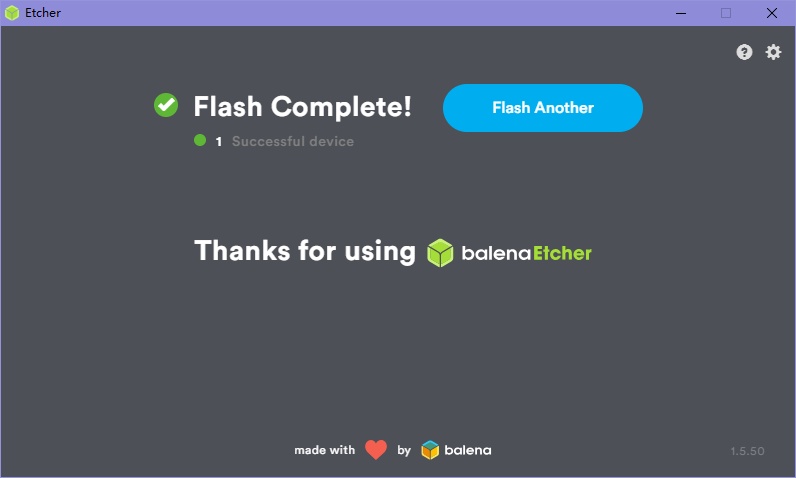 Etcher
Flash Complete!
Flash Another
1 Successful device
Thanks for using balenaEtcher
made with by balena
1.5.50